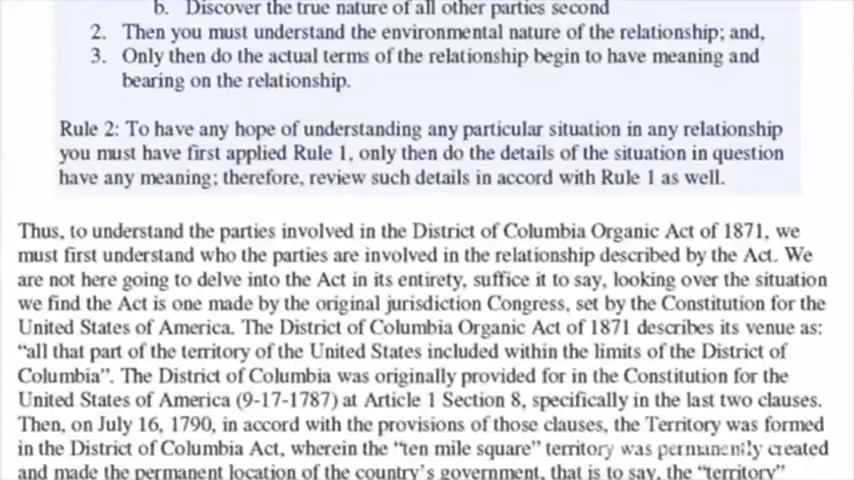 b. Discover the true nature of all other parties second
2. Then you must understand the environmental nature of the relationship; and,
3. Only then do the actual terms of the relationship begin to have meaning and
bearing on the relationship.
Rule 2: To have any hope of understanding any particular situation in any relationship
you must have first applied Rule 1, only then do the details of the situation in question
have any meaning; therefore, review such details in accord with Rule 1 as well.
Thus, to understand the parties involved in the District of Columbia Organic Act of 1871, we
must first understand who the parties are involved in the relationship described by the Act. We
are not here going to delve into the Act in its entirety, suffice it to say, looking over the situation
we find the Act is one made by the original jurisdiction Congress, set by the Constitution for the
United States of America. The District of Columbia Organic Act of 1871 describes its venue as:
“all that part of the territory of the United States included within the limits of the District of
Columbia”. The District of Columbia was originally provided for in the Constitution for the
United States of America (9-17-1787) at Article 1 Section 8, specifically in the last two clauses.
Then, on July 16, 1790, in accord with the provisions of those clauses, the Territory was formed
in the District of Columbia Act, wherein the “ten mile square” territory was permanently created
and made the permanent location of the country’s government, that is to say, the “territory”